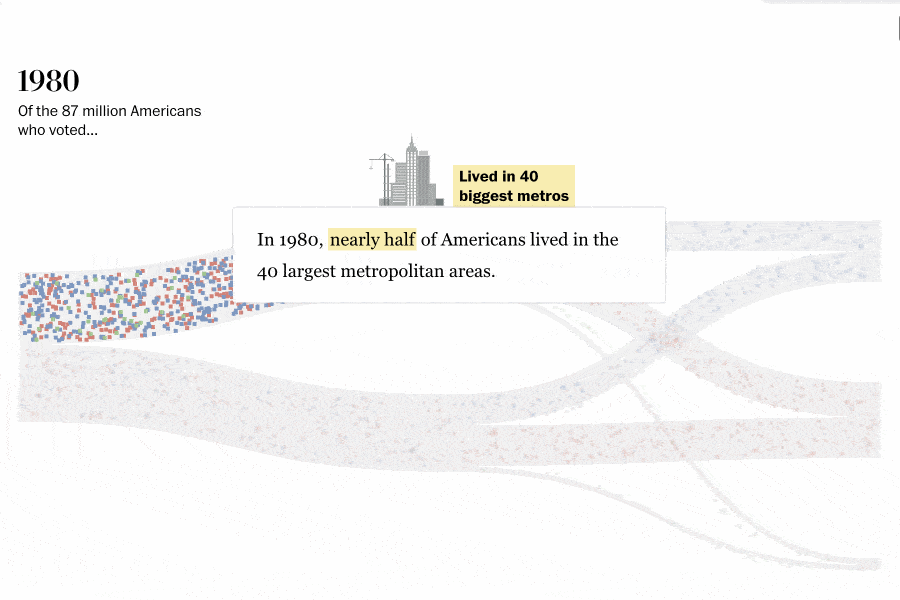 1980
Of the 87 million Americans
who voted...
Lived in 40
biggest metros
In 1980, nearly half of Americans lived in the
40 largest metropolitan areas.